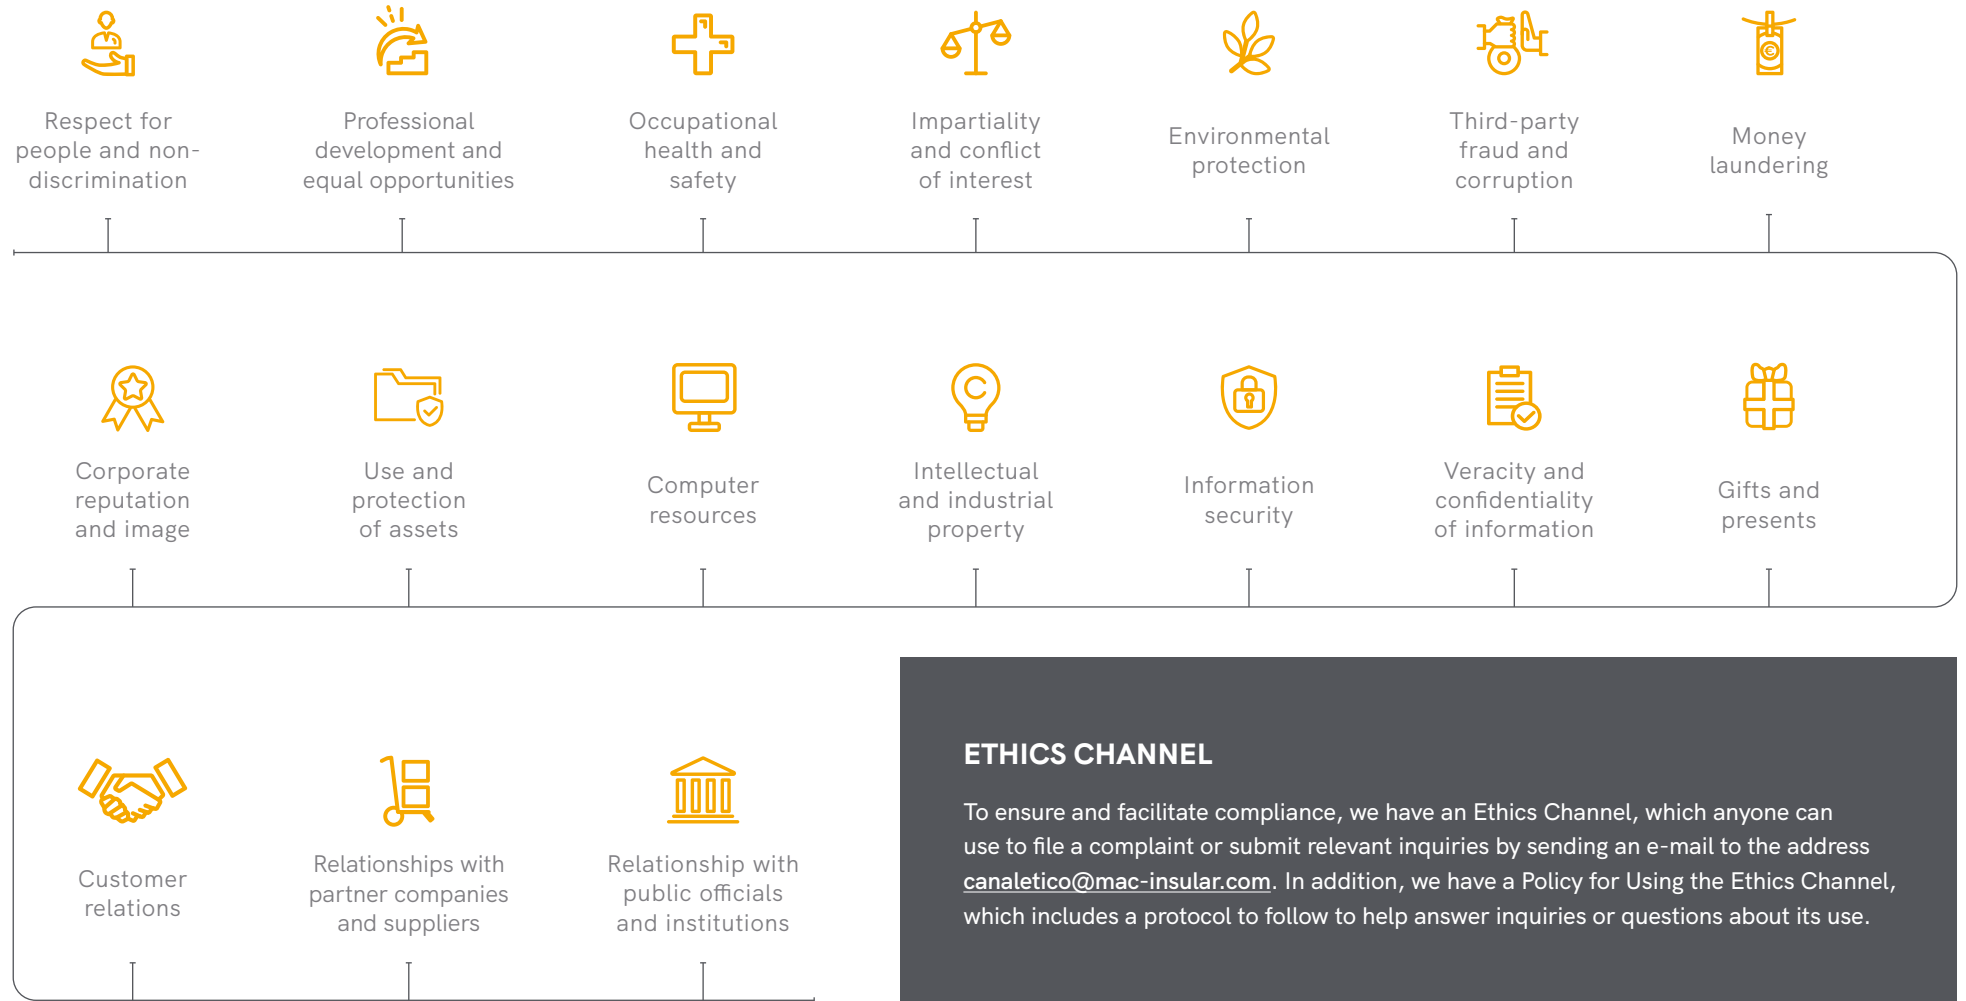 Respect for
people and non-
discrimination
Professional
development and
equal opportunities
Occupational
health and
safety
Impartiality
and conflict
of interest
Environmental
protection
Third-party
fraud and
corruption
Money
laundering
Corporate
reputation
and image
Use and
protection
of assets
Computer
resources
Intellectual
and industrial
property
Information
security
Veracity and
confidentiality
of information
Gifts and
presents
Customer
relations
Relationships with
partner companies
and suppliers
Relationship with
public officials
and institutions
ETHICS CHANNEL
To ensure and facilitate compliance, we have an Ethics Channel, which anyone can
use to file a complaint or submit relevant inquiries by sending an e-mail to the address
canaletico@mac-insular.com. In addition, we have a Policy for Using the Ethics Channel,
which includes a protocol to follow to help answer inquiries or questions about its use.